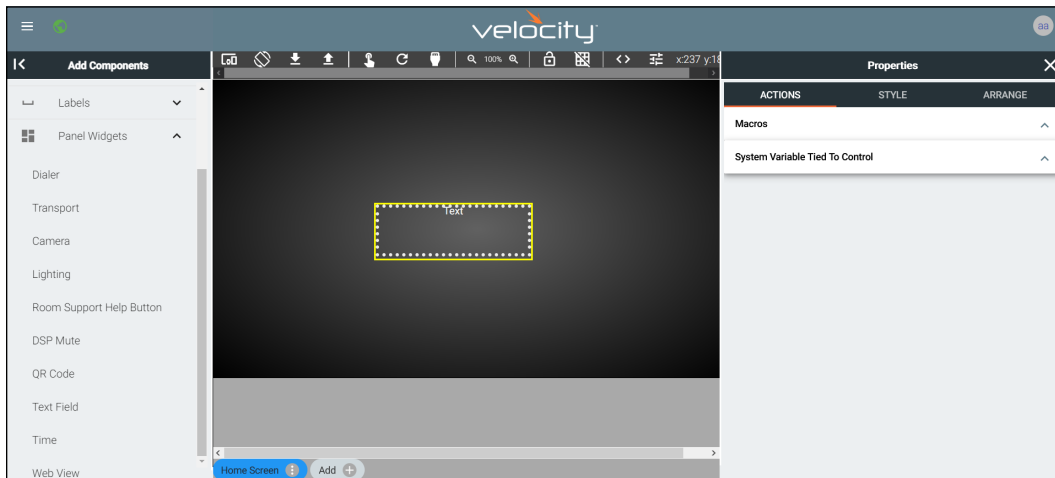 velocity
aa
Add Components
100%
x:237 y:18
Properties
Labels
Panel Widgets
Dialer
Transport
Camera
Lighting
Room Support Help Button
DSP Mute
QR Code
Text Field
Time
Web View
Text
Home Screen
Add
ACTIONS STYLE ARRANGE
Macros
System Variable Tied To Control